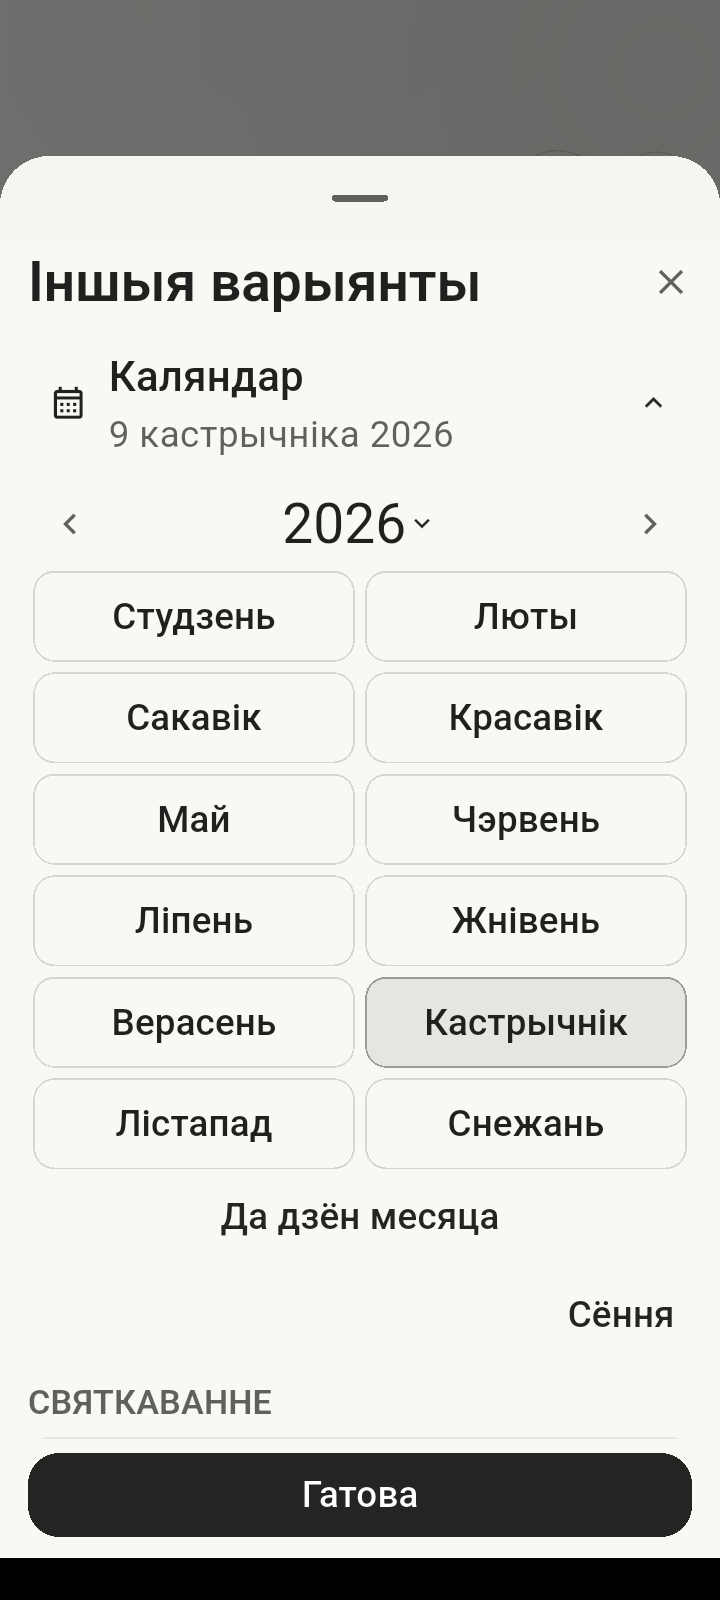 Іншыя варыянты
Каляндар
9 кастрычніка 2026
2026
Студзень
Люты
Сакавік
Красавік
Май
Чэрвень
Ліпень
Жнівень
Верасень
Кастрычнік
Лістапад
Снежань
Да дзён месяца
Сёння
СВЯТКАВАННЕ
Гатова